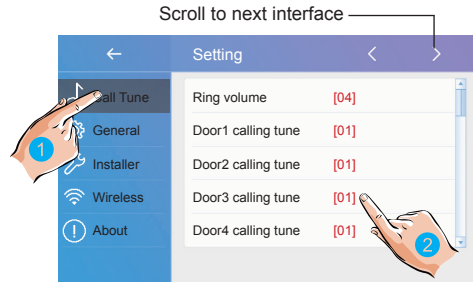 Scroll to next interface
Setting
Call Tune
General
Installer
Wireless
About
Ring volume [04]
Door1 calling tune [01]
Door2 calling tune [01]
Door3 calling tune [01]
Door4 calling tune [01]
1
2